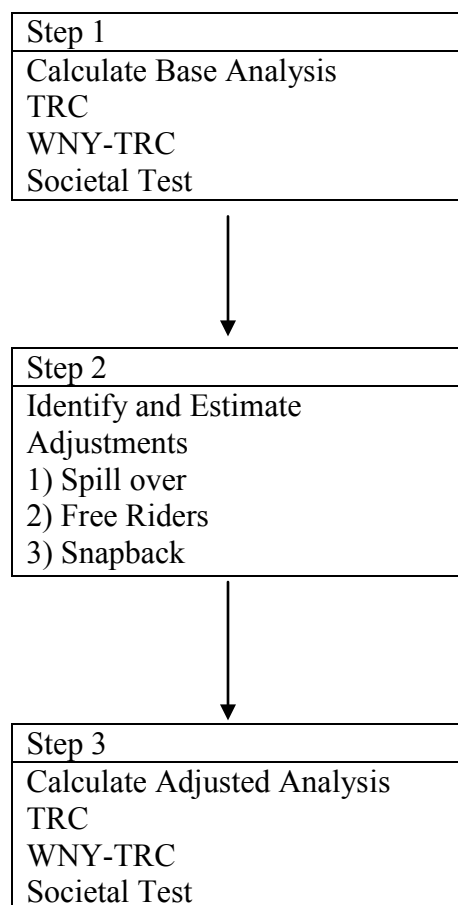 Step 1
Calculate Base Analysis
TRC
WNY-TRC
Societal Test
Step 2
Identify and Estimate
Adjustments
1) Spill over
2) Free Riders
3) Snapback
Step 3
Calculate Adjusted Analysis
TRC
WNY-TRC
Societal Test